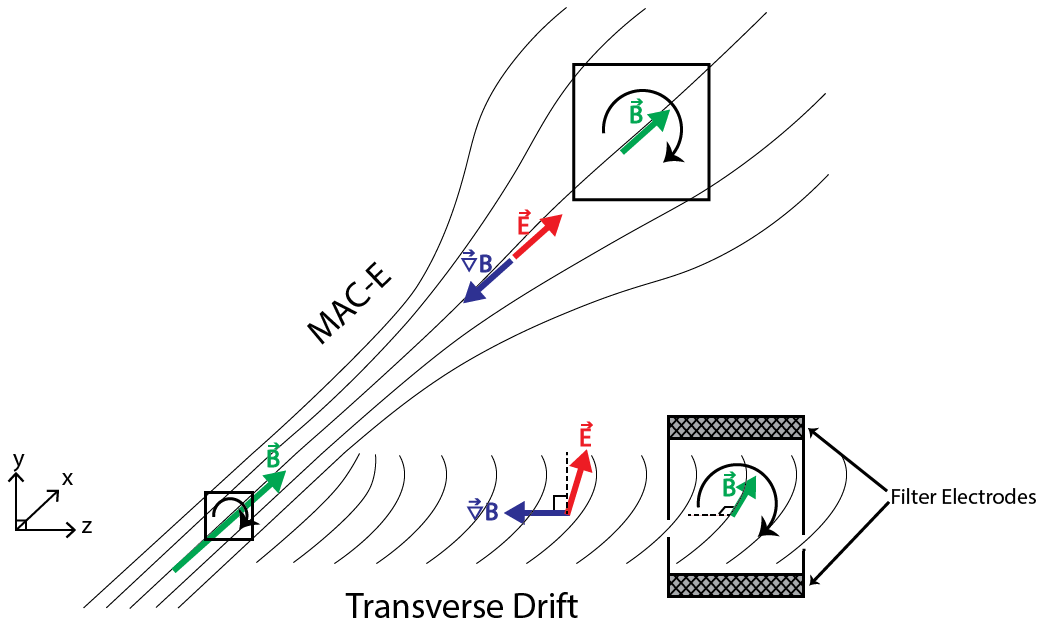 B⃗
E⃗
∇⃗B
MAC-E
B⃗
E⃗
y
x
B⃗
∇⃗B
z
Filter Electrodes
Transverse Drift